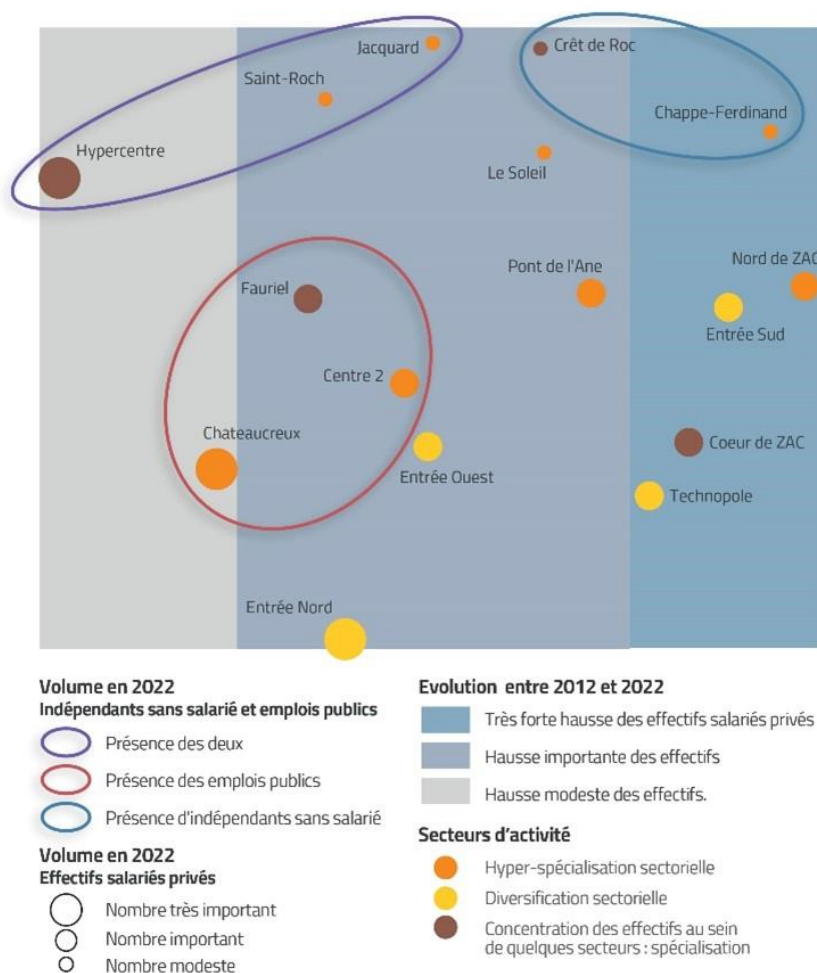 Jacquard
Crêt de Roc
Saint-Roch
Chappe-Ferdinand
Hypercentre
Le Soleil
Pont de l'Ane
Nord de ZAC
Fauriel
Entrée Sud
Centre 2
Chateaucreux
Coeur de ZAC
Entrée Ouest
Technopole
Entrée Nord
Volume en 2022
Indépendants sans salarié et emplois publics
Présence des deux
Présence des emplois publics
Présence d'indépendants sans salarié
Volume en 2022
Effectifs salariés privés
Nombre très important
Nombre important
Nombre modeste
Evolution entre 2012 et 2022
Très forte hausse des effectifs salariés privés
Hausse importante des effectifs
Hausse modeste des effectifs.
Secteurs d'activité
Hyper-spécialisation sectorielle
Diversification sectorielle
Concentration des effectifs au sein
de quelques secteurs : spécialisation